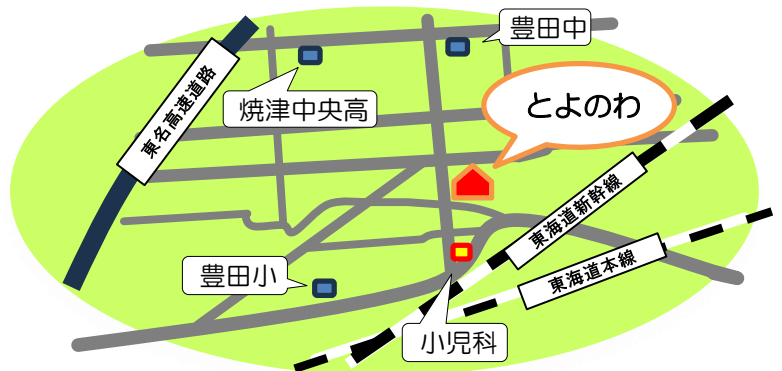 豊田中
東名高速道路
焼津中央高
とよのわ
東海道新幹線
豊田小
東海道本線
小児科